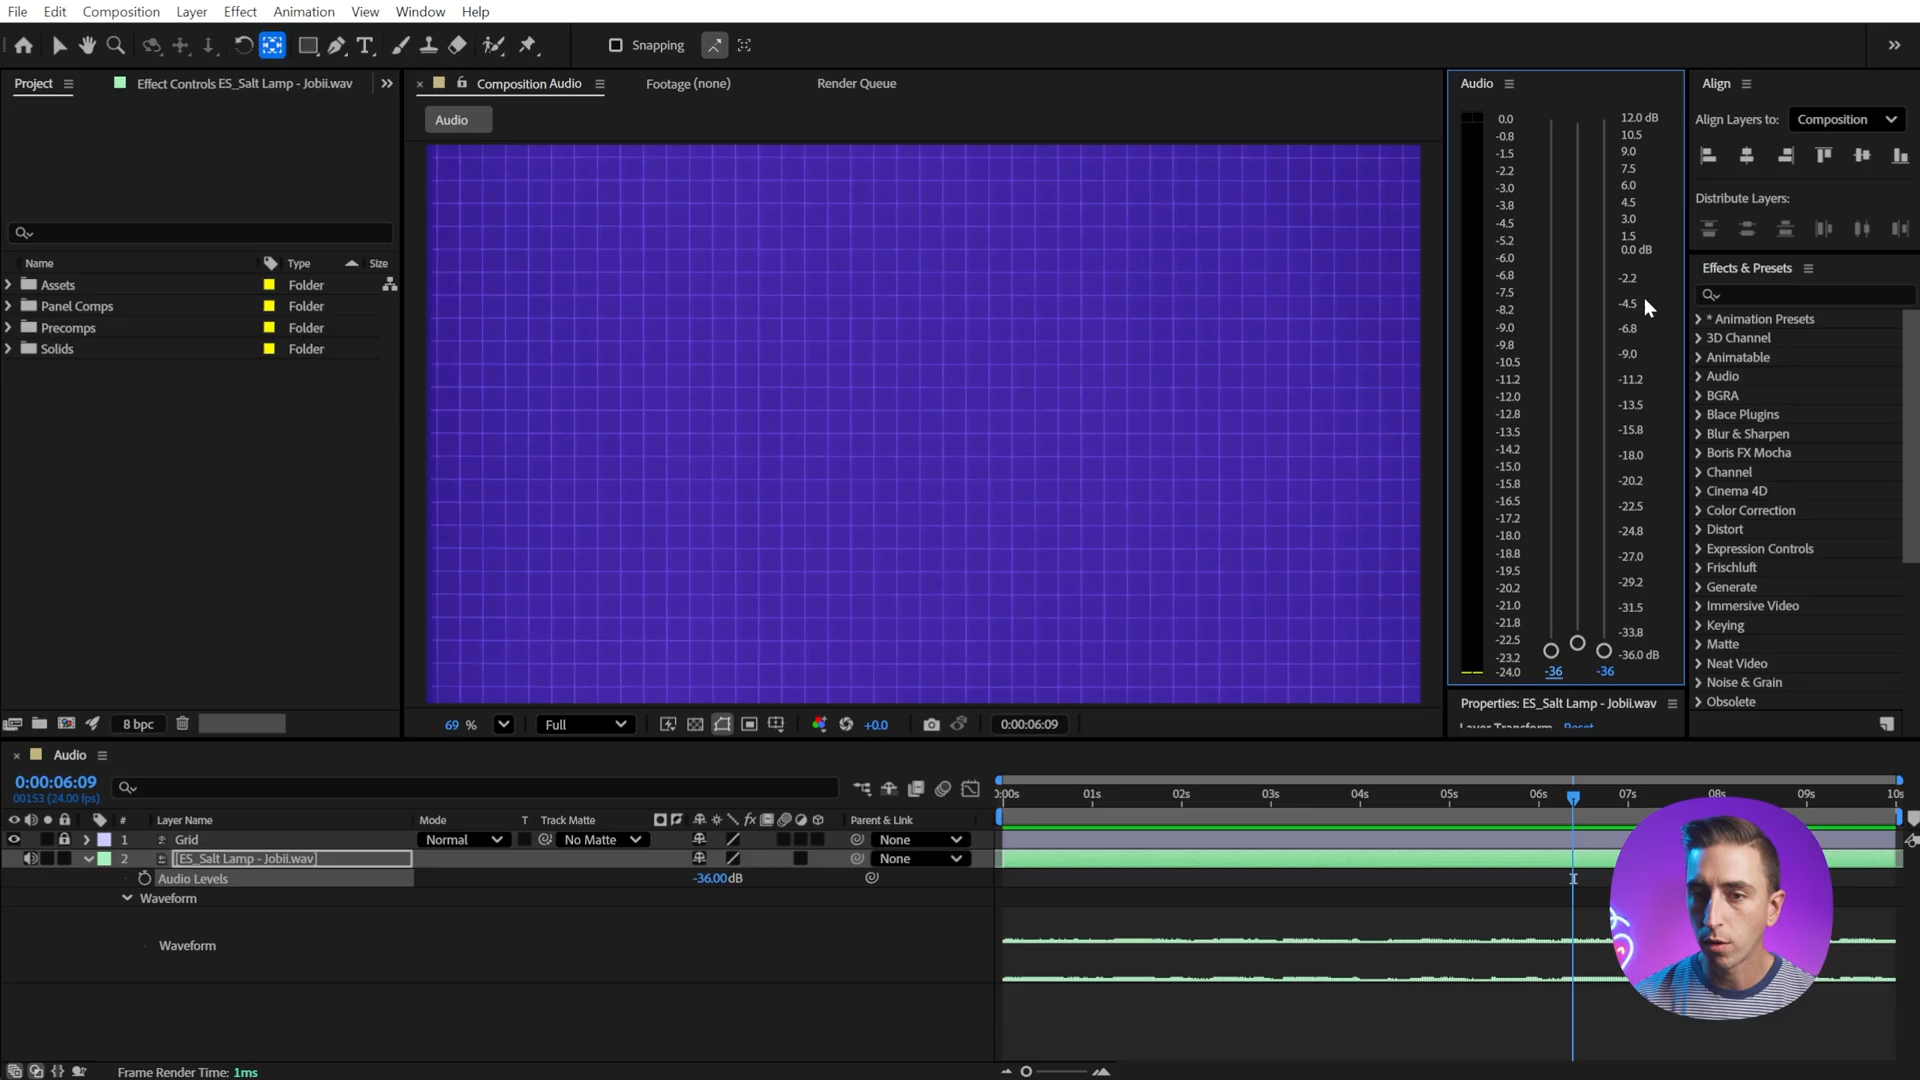 File Edit Composition Layer Effect Animation View Window Help
Snapping
Project
Effect Controls ES_Salt Lamp - Jobii.wav
Composition Audio
Footage (none)
Render Queue
Audio
Name Type Size
Assets Folder
Panel Comps Folder
Precomps Folder
Solids Folder
8 bpc
69 %
Full
+0.0
0:00:06:09
Audio
0.0
-0.8
-1.5
-2.2
-3.0
-3.8
-4.5
-5.2
-6.0
-6.8
-7.5
-8.2
-9.0
-9.8
-10.5
-11.2
-12.0
-12.8
-13.5
-14.2
-15.0
-15.8
-16.5
-17.2
-18.0
-18.8
-19.5
-20.2
-21.0
-21.8
-22.5
-23.2
-24.0
12.0 dB
10.5
9.0
7.5
6.0
4.5
3.0
1.5
0.0 dB
-2.2
-4.5
-6.8
-9.0
-11.2
-13.5
-15.8
-18.0
-20.2
-22.5
-24.8
-27.0
-29.2
-31.5
-33.8
-36.0 dB
-36 -36
Properties: ES_Salt Lamp - Jobii.wav
Layer Transform Reset
Align
Align Layers to: Composition
Distribute Layers:
Effects & Presets
* Animation Presets
3D Channel
Animatable
Audio
BGRA
Blace Plugins
Blur & Sharpen
Boris FX Mocha
Channel
Cinema 4D
Color Correction
Distort
Expression Controls
Frischluft
Generate
Immersive Video
Keying
Matte
Neat Video
Noise & Grain
Obsolete
Audio
0:00:06:09
00153 (24.00 fps)
# Layer Name Mode T Track Matte fx Parent & Link
1 Grid Normal No Matte None
2 [ES_Salt Lamp - Jobii.wav] None
Audio Levels -36.00dB
Waveform
Waveform
0:00s 01s 02s 03s 04s 05s 06s 07s 08s 09s 10s
Frame Render Time: 1ms